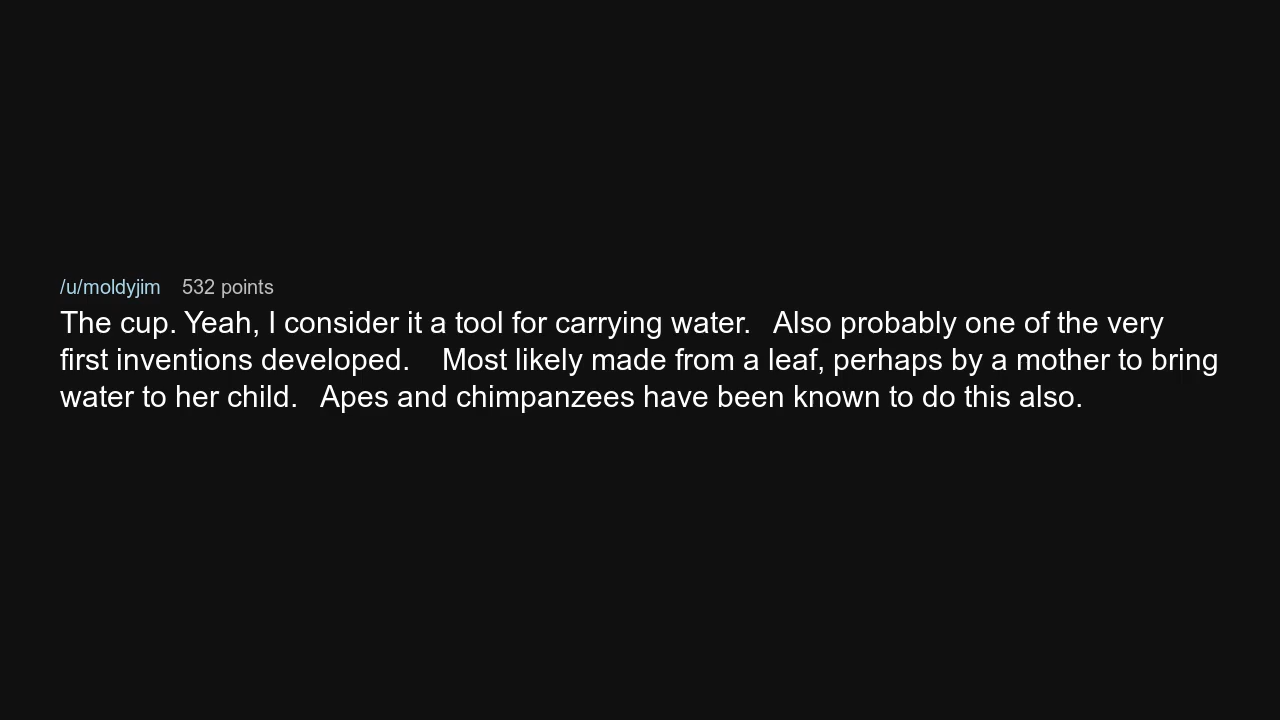 /u/moldyjim 532 points
The cup. Yeah, I consider it a tool for carrying water.   Also probably one of the very
first inventions developed.    Most likely made from a leaf, perhaps by a mother to bring
water to her child.   Apes and chimpanzees have been known to do this also.